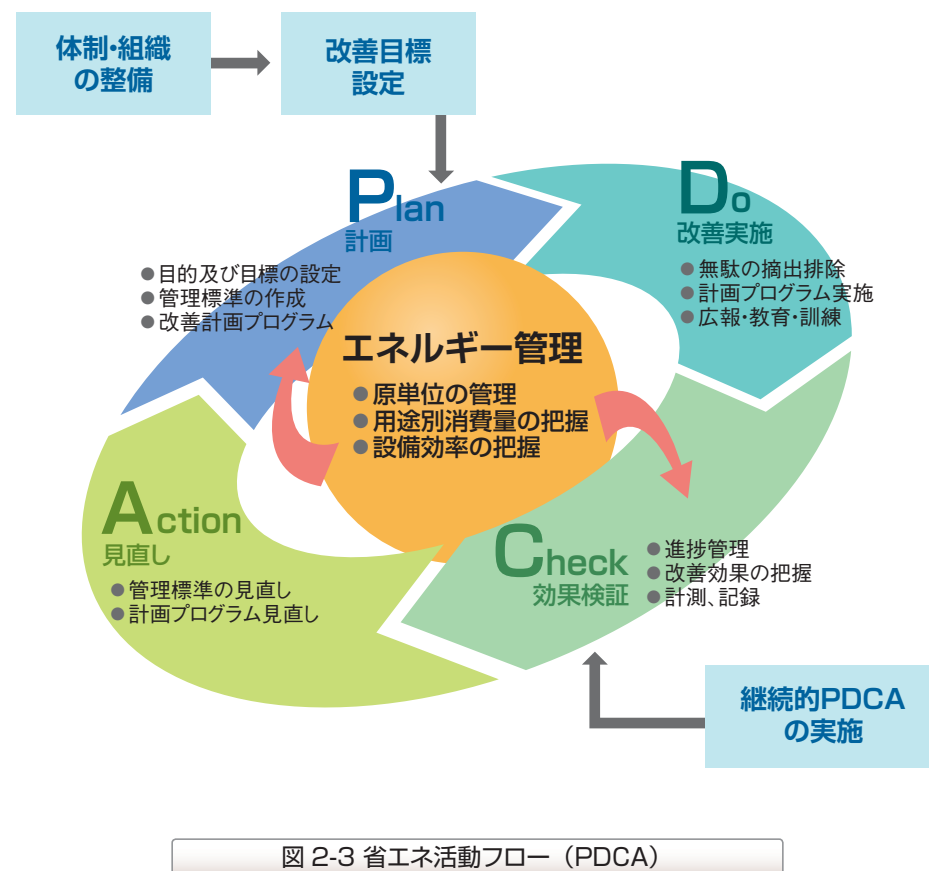 体制・組織
の整備
改善目標
設定
Plan
計画
●目的及び目標の設定
●管理標準の作成
●改善計画プログラム
Do
改善実施
●無駄の摘出排除
●計画プログラム実施
●広報・教育・訓練
エネルギー管理
●原単位の管理
●用途別消費量の把握
●設備効率の把握
Action
見直し
●管理標準の見直し
●計画プログラム見直し
Check
効果検証
●進捗管理
●改善効果の把握
●計測、記録
継続的PDCA
の実施
図 2-3 省エネ活動フロー（PDCA）